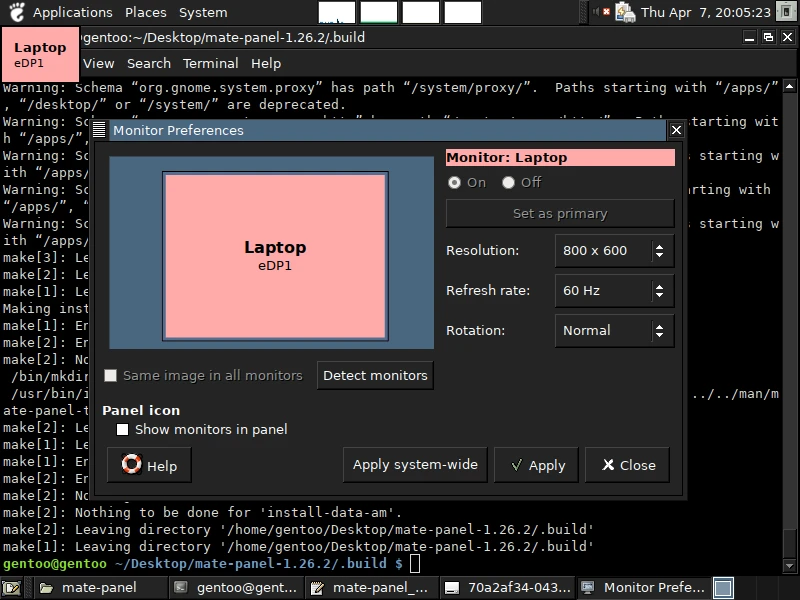 Applications Places System
Thu Apr 7, 20:05:23
Laptop
eDP1
gentoo:~/Desktop/mate-panel-1.26.2/.build
View Search Terminal Help
Warning: Schema “org.gnome.system.proxy” has path “/system/proxy/”. Paths starting with “/apps/”
, “/desktop/” or “/system/” are deprecated.
Warning: Sc
starting wit
h “/apps/”
Warning: Sc
s starting w
ith “/apps/
Warning: Sc
arting with
“/apps/”, “
Warning: Sc
s starting w
ith “/apps/
make[3]: Le
make[2]: Le
make[1]: Le
Making inst
make[1]: En
make[2]: En
make[2]: No
/bin/mkdir
/usr/bin/i
../../man/m
ate-panel-t
make[2]: Le
make[1]: Le
make[1]: En
make[2]: En
make[2]: No
make[2]: Nothing to be done for 'install-data-am'.
make[2]: Leaving directory '/home/gentoo/Desktop/mate-panel-1.26.2/.build'
make[1]: Leaving directory '/home/gentoo/Desktop/mate-panel-1.26.2/.build'
gentoo@gentoo ~/Desktop/mate-panel-1.26.2/.build $
Monitor Preferences
Laptop
eDP1
Monitor: Laptop
On Off
Set as primary
Resolution: 800 x 600
Refresh rate: 60 Hz
Rotation: Normal
Same image in all monitors Detect monitors
Panel icon
Show monitors in panel
Help Apply system-wide Apply Close
mate-panel gentoo@gent... mate-panel_... 70a2af34-043... Monitor Prefe...